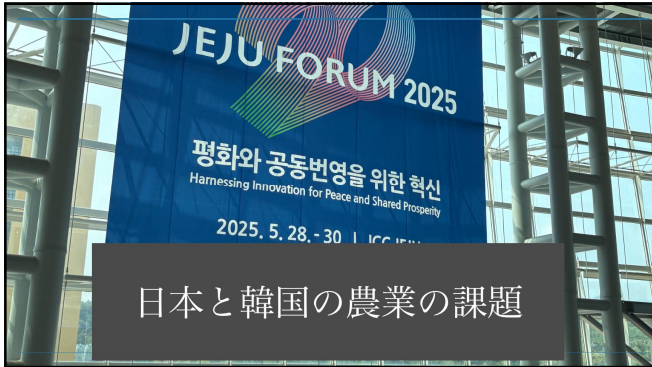 JEJU FORUM 2025
평화와 공동번영을 위한 혁신
Harnessing Innovation for Peace and Shared Prosperity
2025. 5. 28. - 30 |
日本と韓国の農業の課題